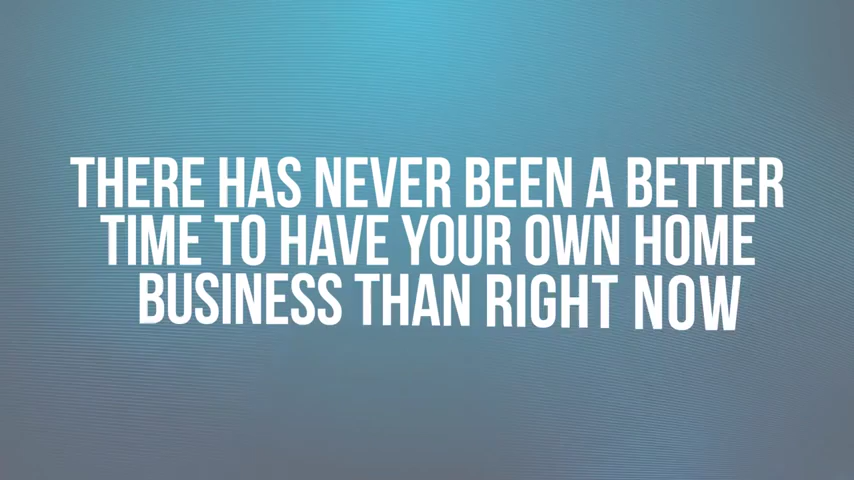 THERE HAS NEVER BEEN A BETTER
TIME TO HAVE YOUR OWN HOME
BUSINESS THAN RIGHT NOW